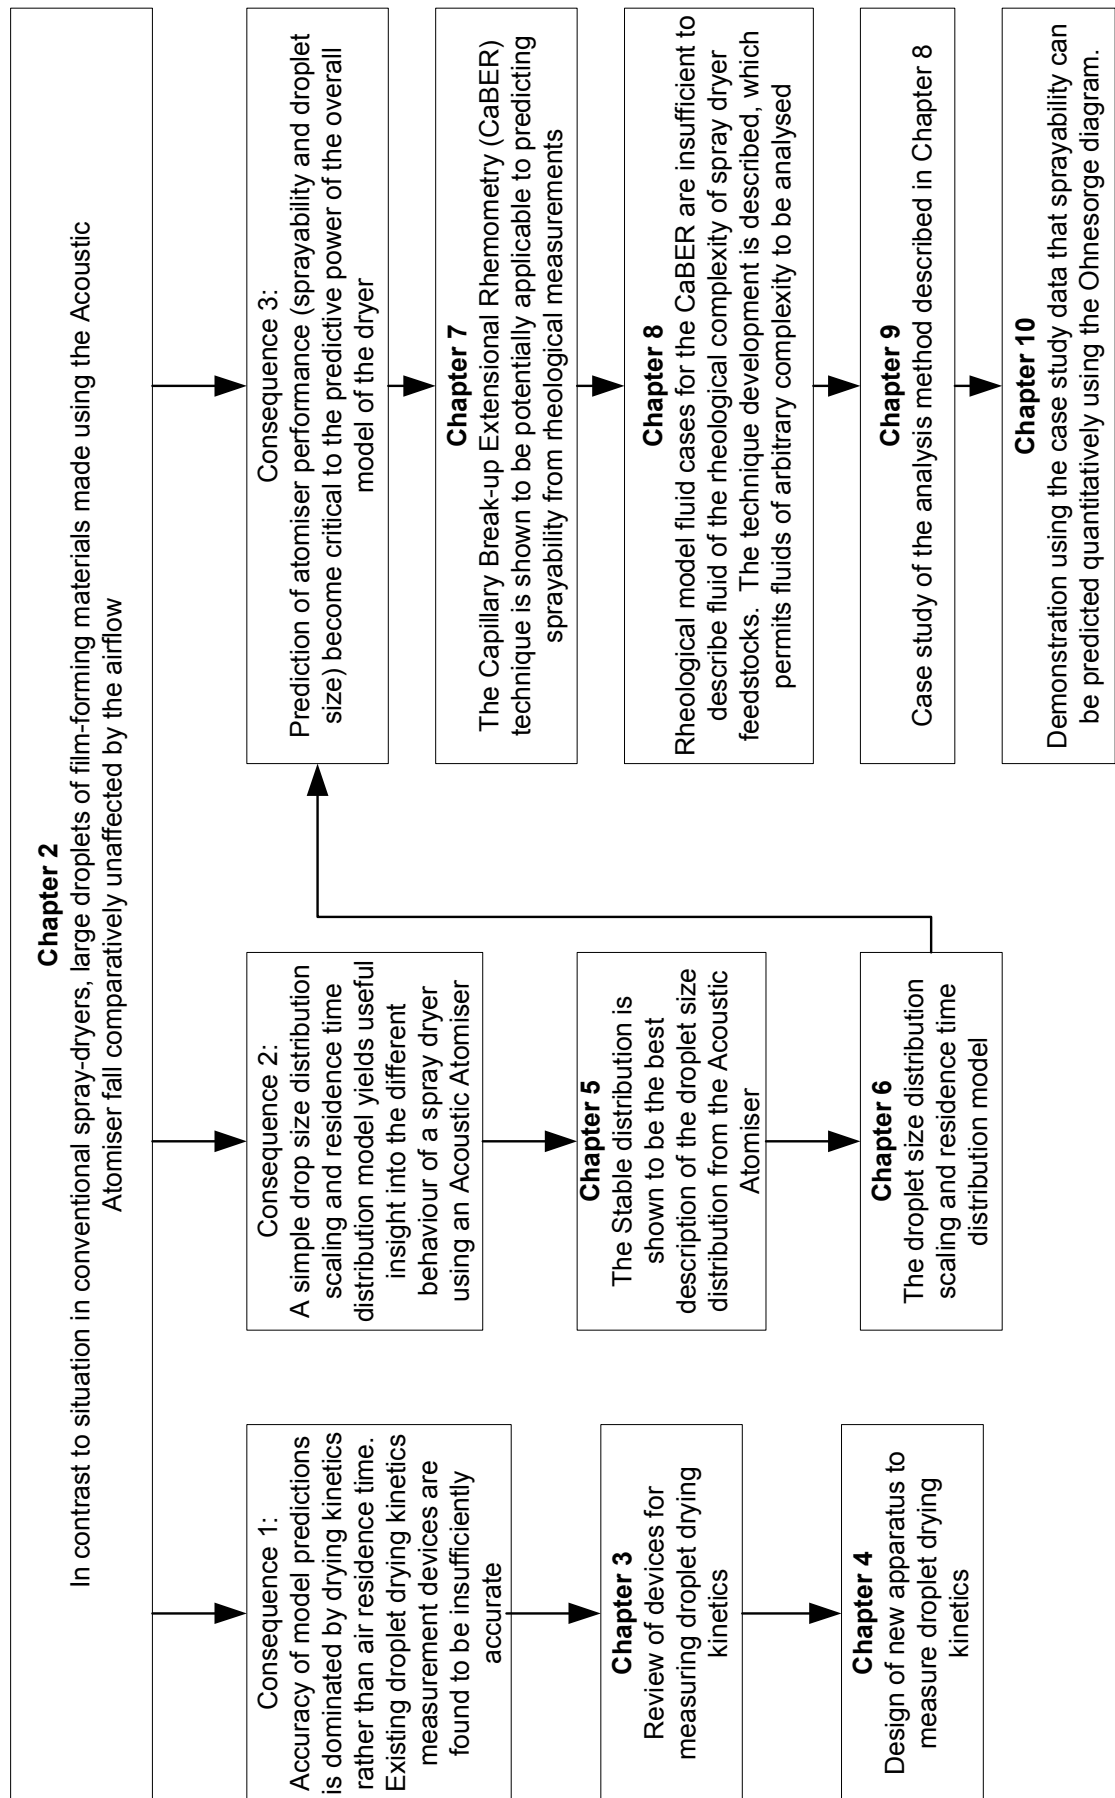 Chapter 2
In contrast to situation in conventional spray-dryers, large droplets of film-forming materials made using the Acoustic
Atomiser fall comparatively unaffected by the airflow
Consequence 1:
Accuracy of model predictions
is dominated by drying kinetics
rather than air residence time.
Existing droplet drying kinetics
measurement devices are
found to be insufficiently
accurate
Chapter 3
Review of devices for
measuring droplet drying
kinetics
Chapter 4
Design of new apparatus to
measure droplet drying
kinetics
Consequence 2:
A simple drop size distribution
scaling and residence time
distribution model yields useful
insight into the different
behaviour of a spray dryer
using an Acoustic Atomiser
Chapter 5
The Stable distribution is
shown to be the best
description of the droplet size
distribution from the Acoustic
Atomiser
Chapter 6
The droplet size distribution
scaling and residence time
distribution model
Consequence 3:
Prediction of atomiser performance (sprayability and droplet
size) become critical to the predictive power of the overall
model of the dryer
Chapter 7
The Capillary Break-up Extensional Rhemometry (CaBER)
technique is shown to be potentially applicable to predicting
sprayability from rheological measurements
Chapter 8
Rheological model fluid cases for the CaBER are insufficient to
describe fluid of the rheological complexity of spray dryer
feedstocks.  The technique development is described, which
permits fluids of arbitrary complexity to be analysed
Chapter 9
Case study of the analysis method described in Chapter 8
Chapter 10
Demonstration using the case study data that sprayability can
be predicted quantitatively using the Ohnesorge diagram.